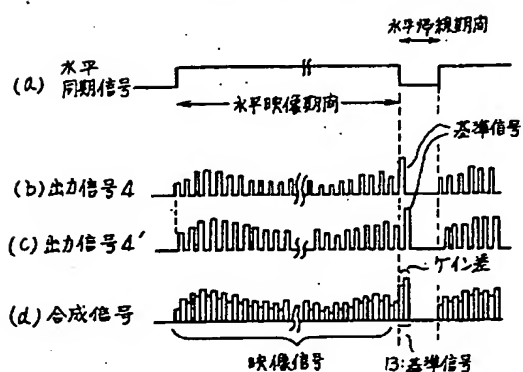 水平帰線期間
(a) 水平
同期信号
水平映像期間
基準信号
(b) 出力信号4
(c) 出力信号4'
ゲイン差
(d) 合成信号
映像信号
13:基準信号